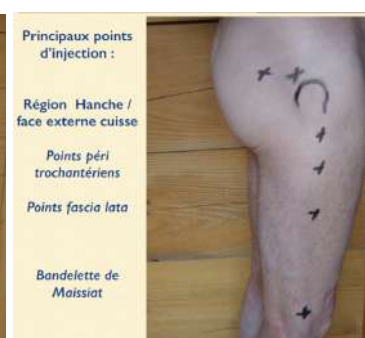 Principaux points
d'injection :
Région Hanche /
face externe cuisse
Points péri
trochantériens
Points fascia lata
Bandelette de
Maissiat